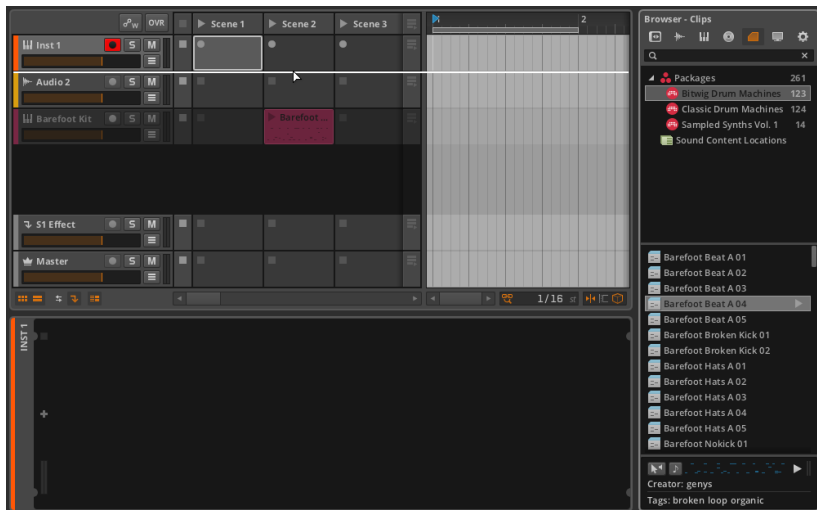 W OVR Scene 1 Scene 2 Scene 3
Inst 1 S M
Audio 2 S M
Barefoot Kit S M Barefoot...
S1 Effect S M
Master S M
2
1/16
INST 1
Browser - Clips
Packages 261
Bitwig Drum Machines 123
Classic Drum Machines 124
Sampled Synths Vol. 1 14
Sound Content Locations
Barefoot Beat A 01
Barefoot Beat A 02
Barefoot Beat A 03
Barefoot Beat A 04
Barefoot Beat A 05
Barefoot Broken Kick 01
Barefoot Broken Kick 02
Barefoot Hats A 01
Barefoot Hats A 02
Barefoot Hats A 03
Barefoot Hats A 04
Barefoot Hats A 05
Barefoot Nokick 01
Creator: genys
Tags: broken loop organic